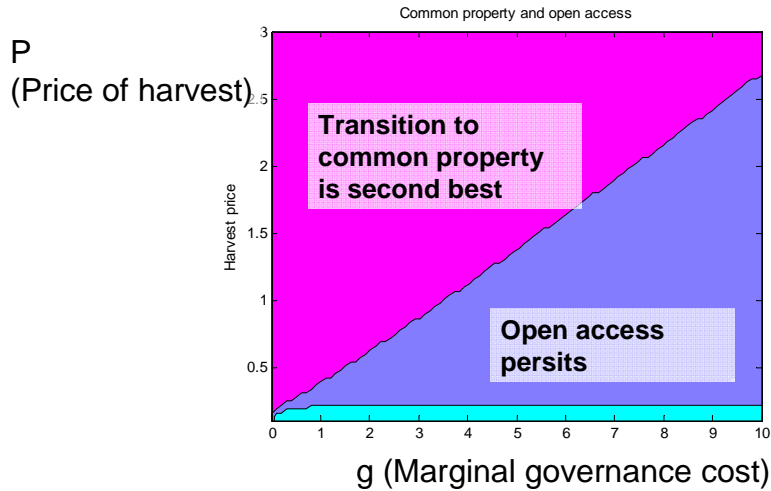 Common property and open access
P
(Price of harvest)
3
2.5
2
1.5
1
0.5
Harvest price
Transition to
common property
is second best
Open access
persits
0 1 2 3 4 5 6 7 8 9 10
g (Marginal governance cost)